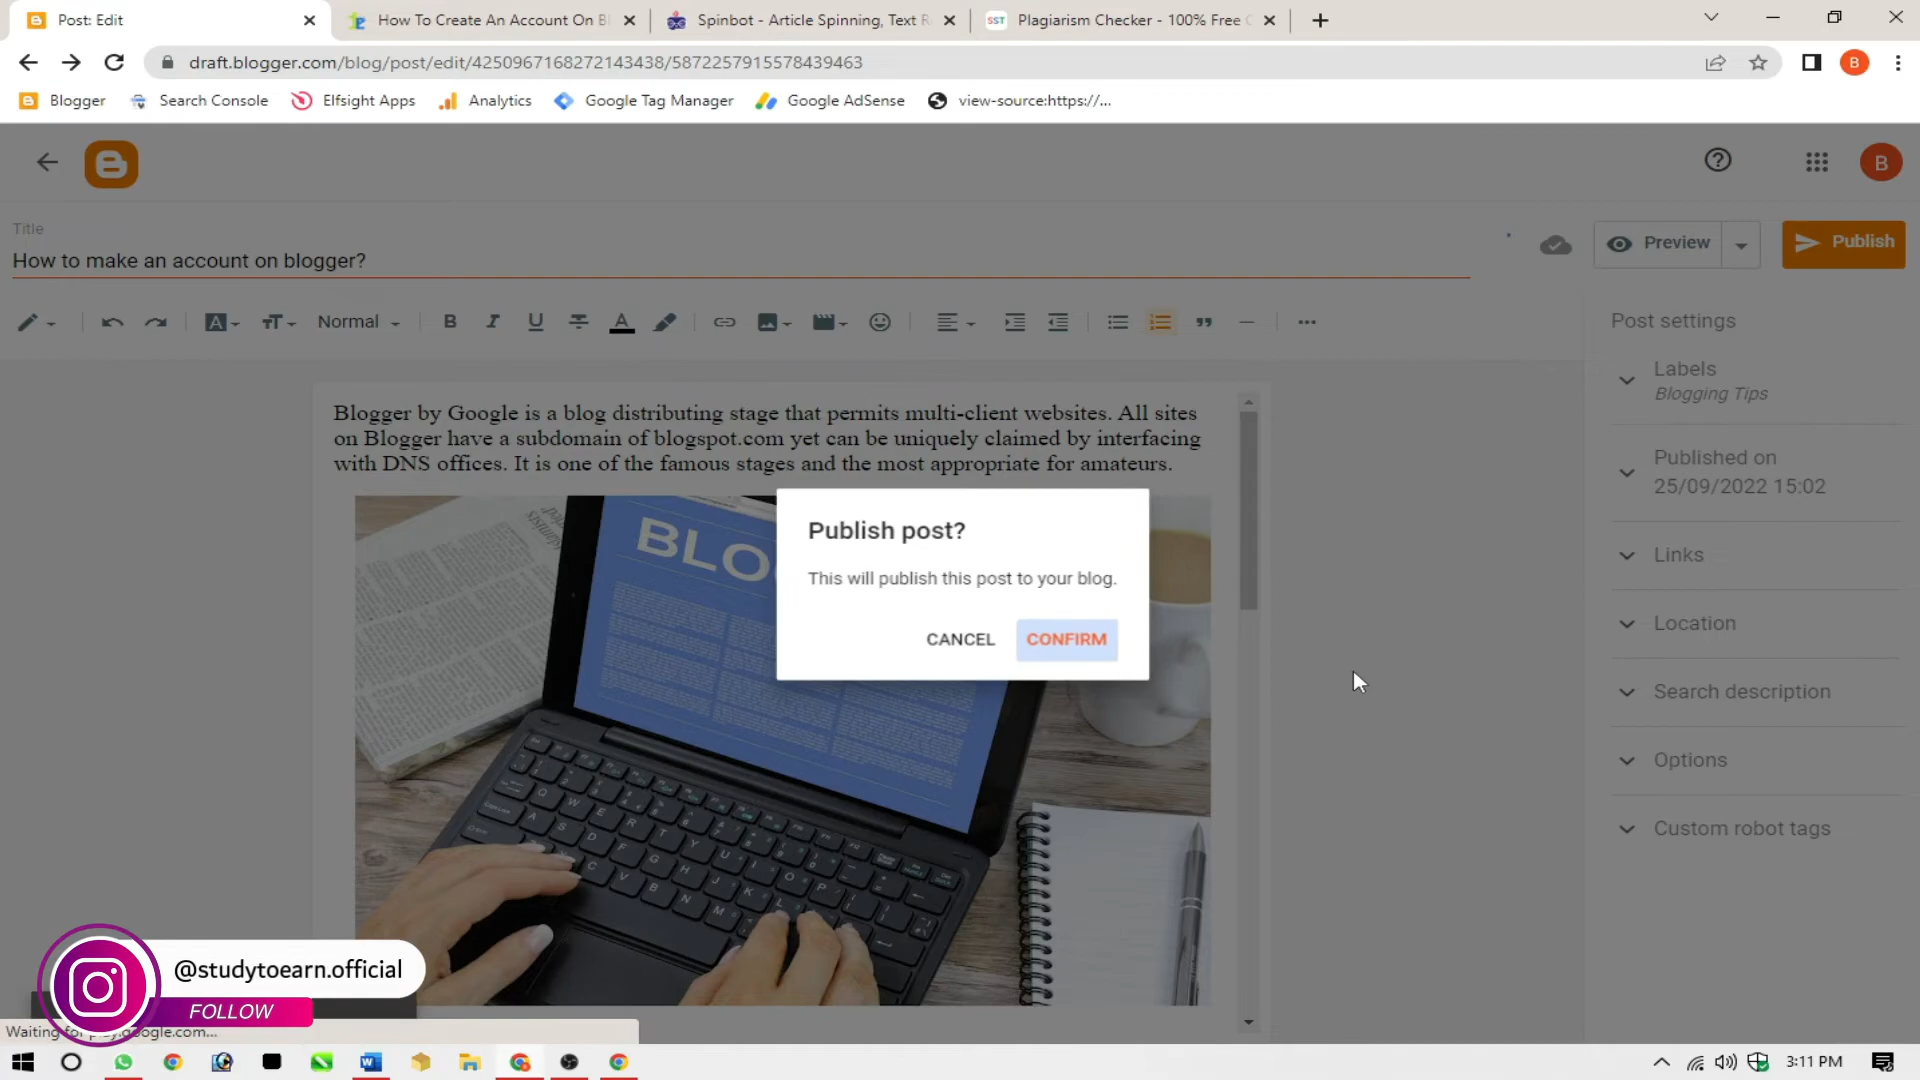 Post: Edit
How To Create An Account On Bl
Spinbot - Article Spinning, Text R
SST
Plagiarism Checker - 100% Free C
draft.blogger.com/blog/post/edit/4250967168272143438/5872257915578439463
B
Blogger
Search Console
Elfsight Apps
Analytics
Google Tag Manager
Google AdSense
view-source:https://...
B
Title
How to make an account on blogger?
Preview
Publish
Normal
Post settings
Labels
Blogging Tips
Published on
25/09/2022 15:02
Links
Location
Search description
Options
Custom robot tags
Blogger by Google is a blog distributing stage that permits multi-client websites. All sites
on Blogger have a subdomain of blogspot.com yet can be uniquely claimed by interfacing
with DNS offices. It is one of the famous stages and the most appropriate for amateurs.
BLO
Publish post?
This will publish this post to your blog.
CANCEL
CONFIRM
@studytoearn.official
FOLLOW
Waiting for play.google.com...
3:11 PM